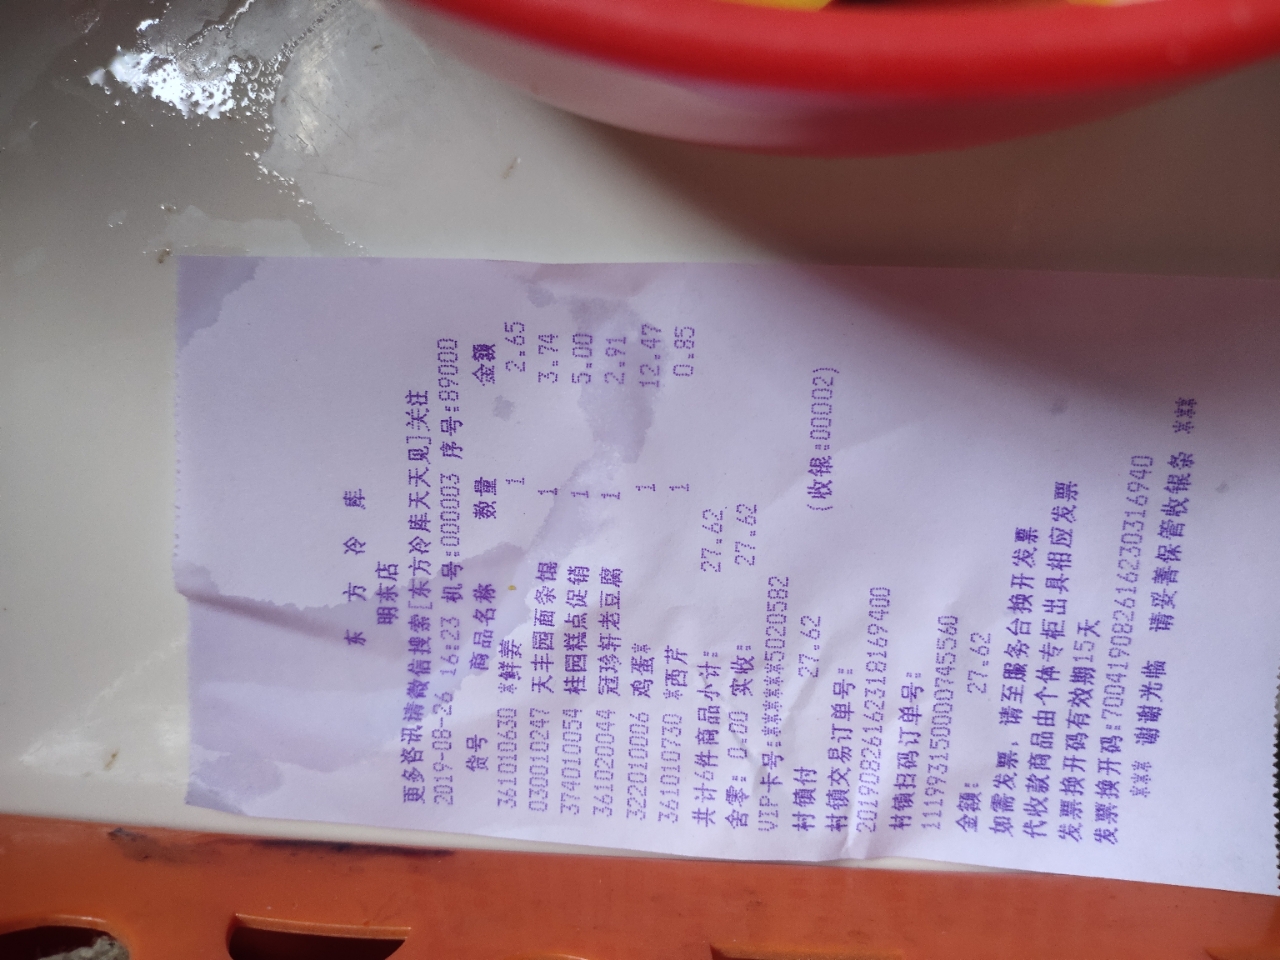 东 方 冷 库
明东店
更多咨讯请微信搜索[东方冷库天天见]关注
2019-08-26 16:23 机号:000003 序号:89000
货号 商品名称 数量 金额
361010630 *鲜姜 1 2.65
030010247 天丰园面条馄 1 3.74
374010054 桂园糕点促销 1 5.00
361020044 冠珍轩老豆腐 1 2.91
322010006 鸡蛋* 1 12.47
361010730 *西芹 1 0.85
共计6件商品小计: 27.62
舍零: 0.00 实收: 27.62
VIP卡号:******5020582
村镇付 27.62 (收银:00002)
村镇交易订单号:
20190826162318169400
村镇扫码订单号:
11199315000074556​0
金额: 27.62
如需发票, 请至服务台换开发票
代收款商品由个体专柜出具相应发票
发票换开码有效期15天
发票换开码:70041908261623031694​0
*** 谢谢光临 请妥善保管收银条 ***